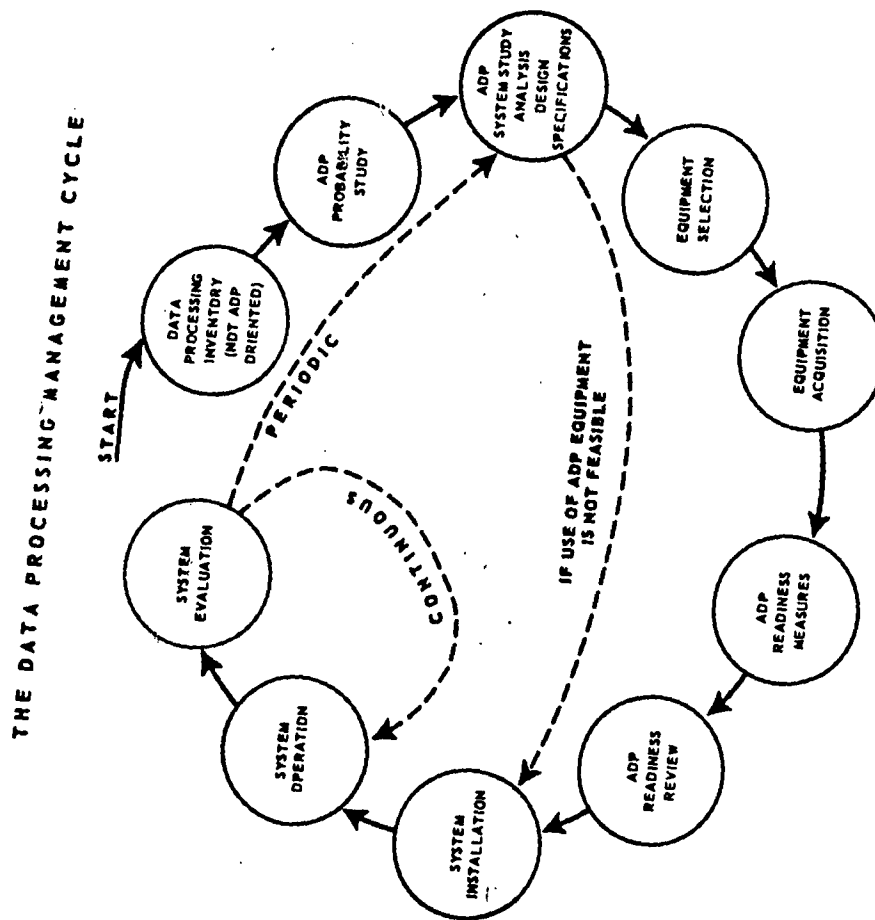 THE DATA PROCESSING MANAGEMENT CYCLE
START
DATA
PROCESSING
INVENTORY
(NOT ADP
ORIENTED)
ADP
PROBABILITY
STUDY
ADP
SYSTEM STUDY
ANALYSIS
DESIGN
SPECIFICATIONS
EQUIPMENT
SELECTION
EQUIPMENT
ACQUISITION
ADP
READINESS
MEASURES
ADP
READINESS
REVIEW
SYSTEM
INSTALLATION
SYSTEM
OPERATION
SYSTEM
EVALUATION
PERIODIC
CONTINUOUS
IF USE OF ADP EQUIPMENT
IS NOT FEASIBLE